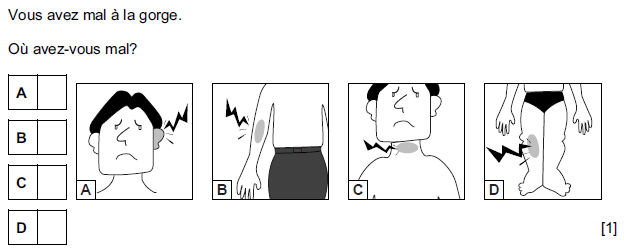 Vous avez mal à la gorge.
Où avez-vous mal?
A
B
C
D
A
B
C
D
[1]